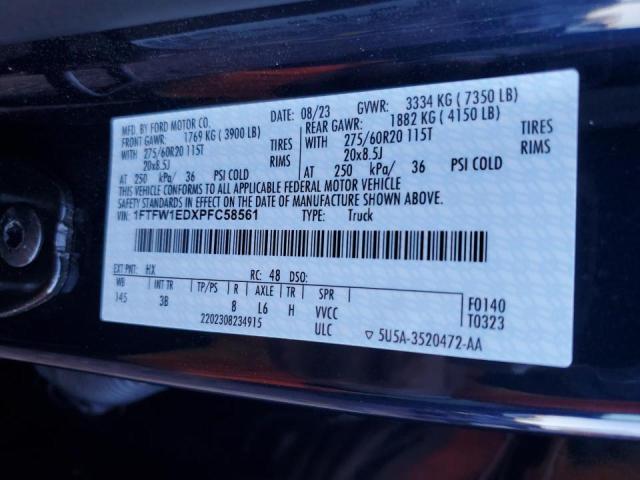 MFD. BY FORD MOTOR CO. DATE: 08/23 GVWR: 3334 KG ( 7350 LB)
FRONT GAWR: 1769 KG ( 3900 LB) REAR GAWR: 1882 KG ( 4150 LB)
WITH 275/60R20 115T TIRES WITH 275/60R20 115T TIRES
20x8.5J RIMS 20x8.5J RIMS
AT 250 kPa/ 36 PSI COLD AT 250 kPa/ 36 PSI COLD
THIS VEHICLE CONFORMS TO ALL APPLICABLE FEDERAL MOTOR VEHICLE
SAFETY STANDARDS IN EFFECT ON THE DATE OF MANUFACTURE SHOWN ABOVE.
VIN: 1FTFW1EDXPFC58561 TYPE: Truck
EXT PNT: HX RC: 48 DSO:
WB INT TR TP/PS R AXLE TR SPR
145 3B 8 L6 H VVCC F0140
2202308234915 ULC T0323
▽ 5U5A-3520472-AA